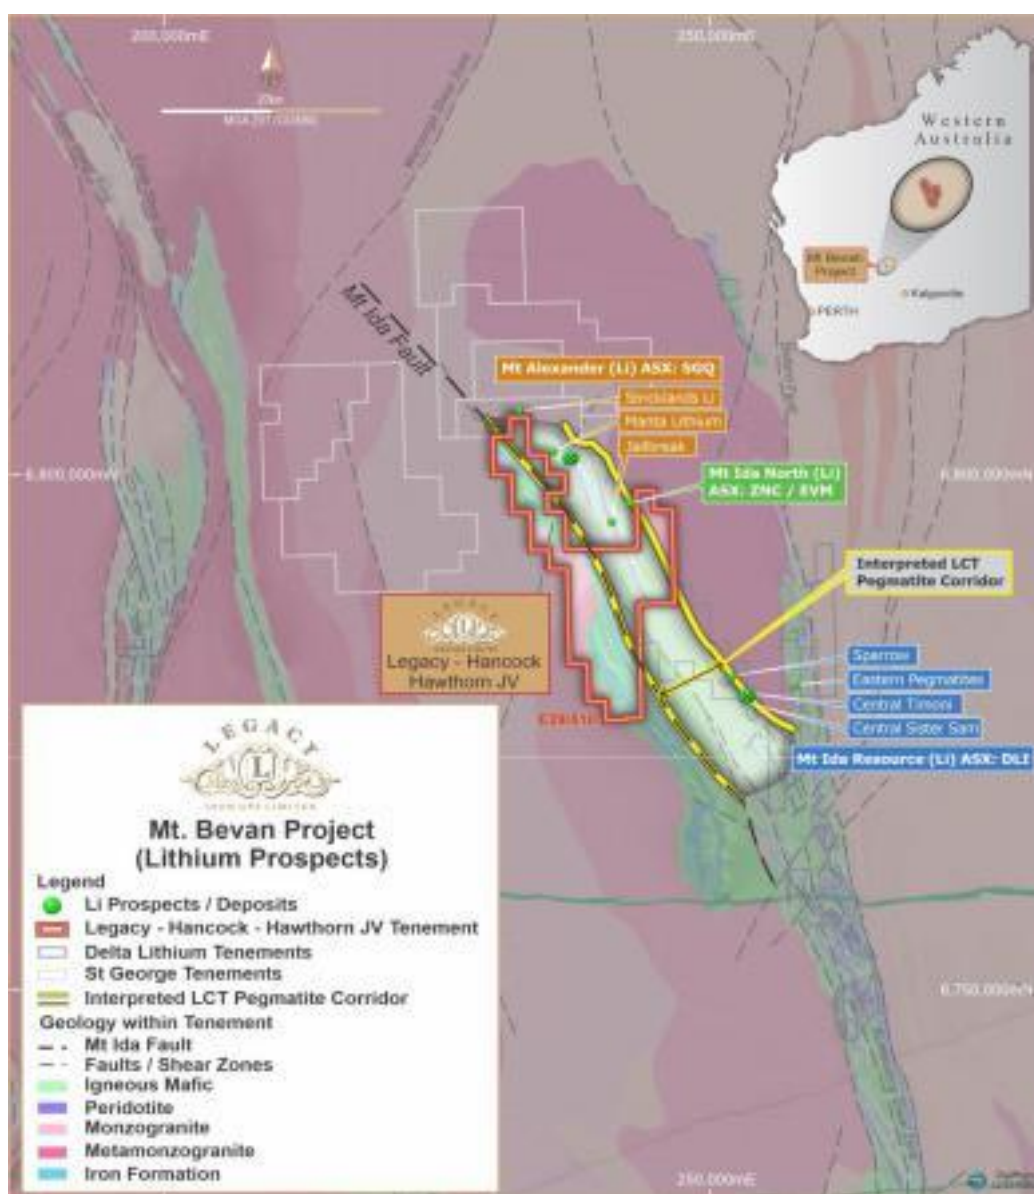 200,000mE
250,000mE
Western
Australia
Mt Bevan
Project
Kalgoorlie
PERTH
Mt Ida Fault
Mt Alexander (Li) ASX: SGQ
Stricklands Li
Manta Lithium
Jailbreak
6,800,000mN
6,800,000mN
Mt Ida North (Li)
ASX: ZNC / EVM
Interpreted LCT
Pegmatite Corridor
LEGACY
Legacy - Hancock
Hawthorn JV
Sparrow
Eastern Pegmatites
Central Timoni
Central Sister Sam
Mt Ida Resource (Li) ASX: DLI
LEGACY
L
IRON ORE LIMITED
Mt. Bevan Project
(Lithium Prospects)
Legend
Li Prospects / Deposits
Legacy - Hancock - Hawthorn JV Tenement
Delta Lithium Tenements
St George Tenements
Interpreted LCT Pegmatite Corridor
Geology within Tenement
Mt Ida Fault
Faults / Shear Zones
Igneous Mafic
Peridotite
Monzogranite
Metamonzogranite
Iron Formation
6,750,000mN
250,000mE